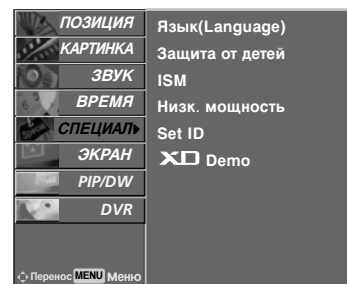 ПОЗИЦИЯ
КАРТИНКА
ЗВУК
ВРЕМЯ
СПЕЦИАЛ
ЭКРАН
PIP/DW
DVR
Перенос MENU Меню
Язык(Language)
Защита от детей
ISM
Низк. мощность
Set ID
XD Demo